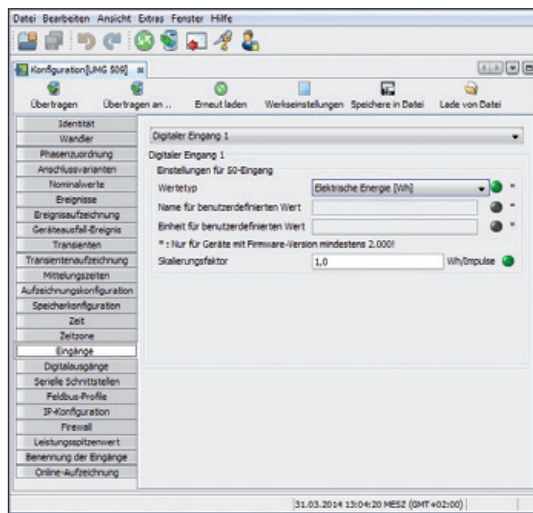 Datei Bearbeiten Ansicht Extras Fenster Hilfe
Konfiguration[UMG 509]
Übertragen Übertragen an .. Erneut laden Werkseinstellungen Speichere in Datei Lade von Datei
Identität
Wandler
Phasenzuordnung
Anschlussvarianten
Nominalwerte
Ereignisse
Ereignisaufzeichnung
Geräteausfall-Ereignis
Transienten
Transientenaufzeichnung
Mittelungszeiten
Aufzeichnungskonfiguration
Speicherkonfiguration
Zeit
Zeitzone
Eingänge
Digitalausgänge
Serielle Schnittstellen
Feldbus-Profile
IP-Konfiguration
Firewall
Leistungsspitzenwert
Benennung der Eingänge
Online-Aufzeichnung
Digitaler Eingang 1
Digitaler Eingang 1
Einstellungen für S0-Eingang
Wertetyp Elektrische Energie [Wh] *
Name für benutzerdefinierten Wert *
Einheit für benutzerdefinierten Wert *
* : Nur für Geräte mit Firmware-Version mindestens 2.000!
Skalierungsfaktor 1,0 Wh/Impulse
31.03.2014 13:04:20 MESZ (GMT+02:00)